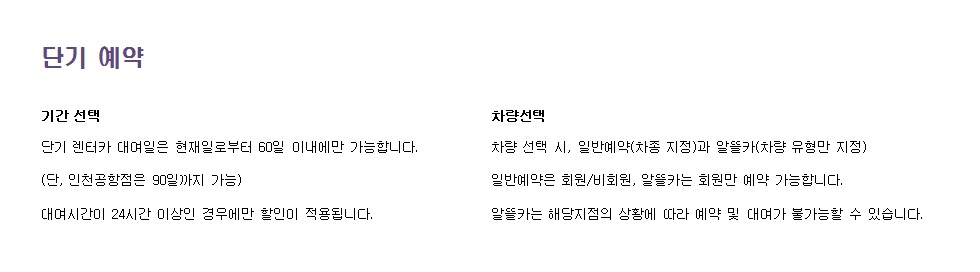 단기 예약
기간 선택
단기 렌터카 대여일은 현재일로부터 60일 이내에만 가능합니다.
(단, 인천공항점은 90일까지 가능)
대여시간이 24시간 이상인 경우에만 할인이 적용됩니다.
차량선택
차량 선택 시, 일반예약(차종 지정)과 알뜰카(차량 유형만 지정)
일반예약은 회원/비회원, 알뜰카는 회원만 예약 가능합니다.
알뜰카는 해당지점의 상황에 따라 예약 및 대여가 불가능할 수 있습니다.